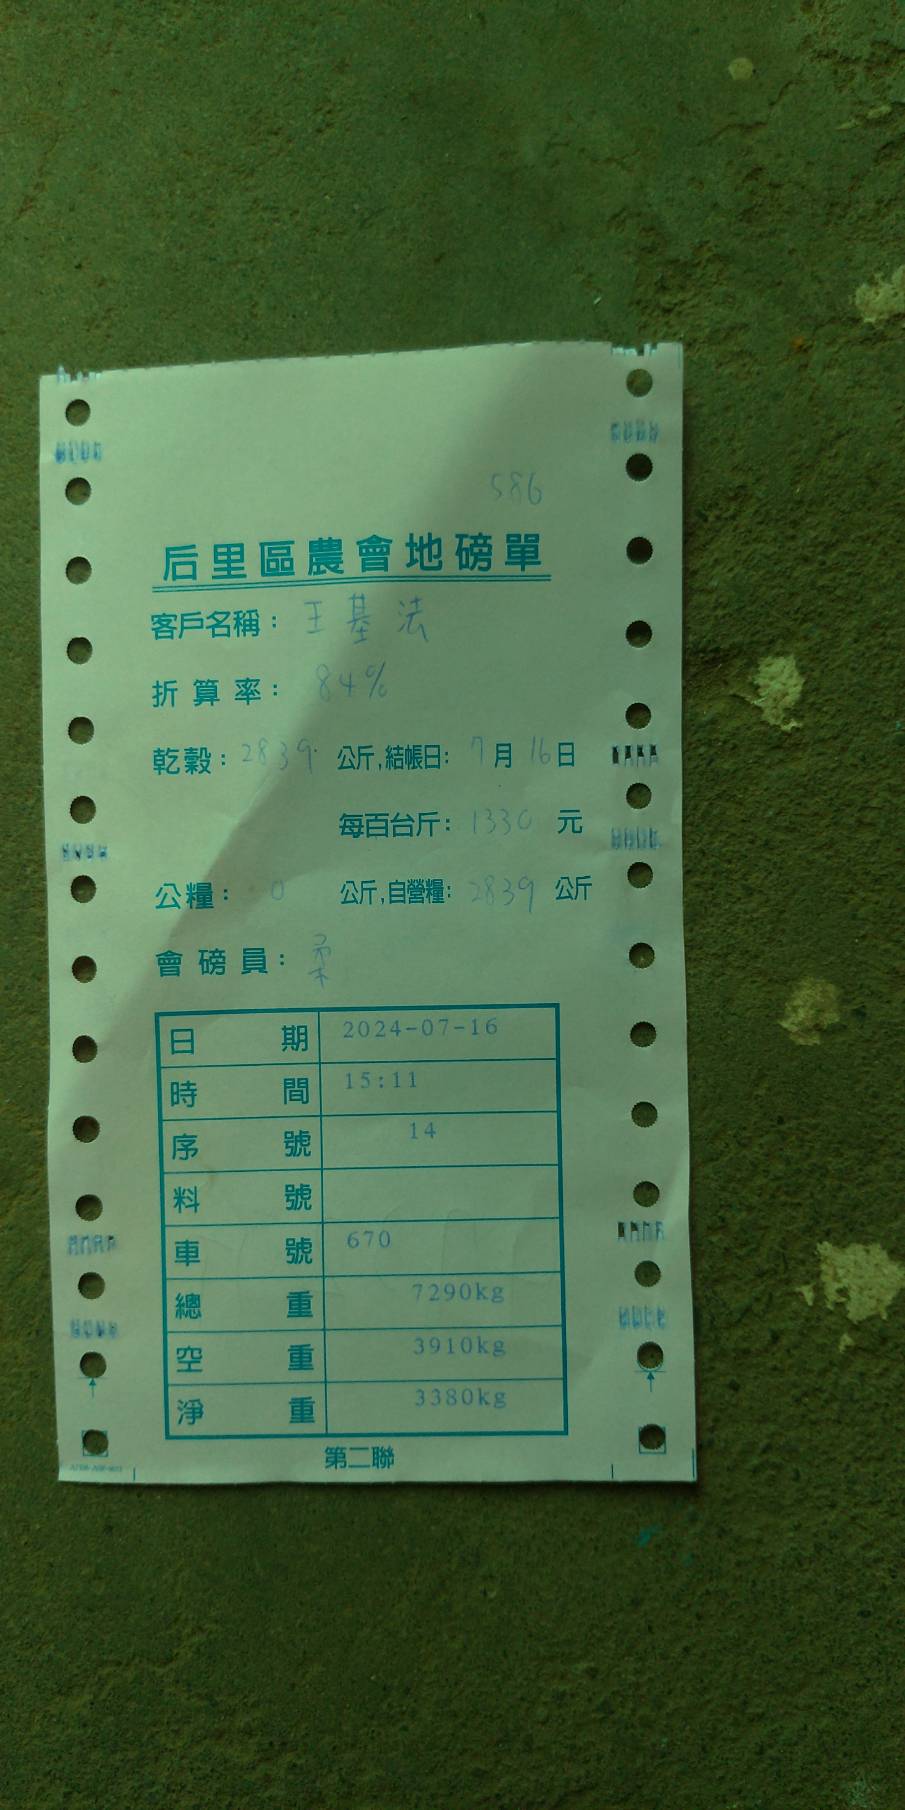 586
后里區農會地磅單
客戶名稱： 王基法
折算率： 84%
乾穀：2839 公斤，結帳日： 7月16日
每百台斤：1330 元
公糧： 0 公斤，自營糧：2839 公斤
會磅員： 柔
日期 2024-07-16
時間 15:11
序號 14
料號
車號 670
總重 7290kg
空重 3910kg
淨重 3380kg
第二聯